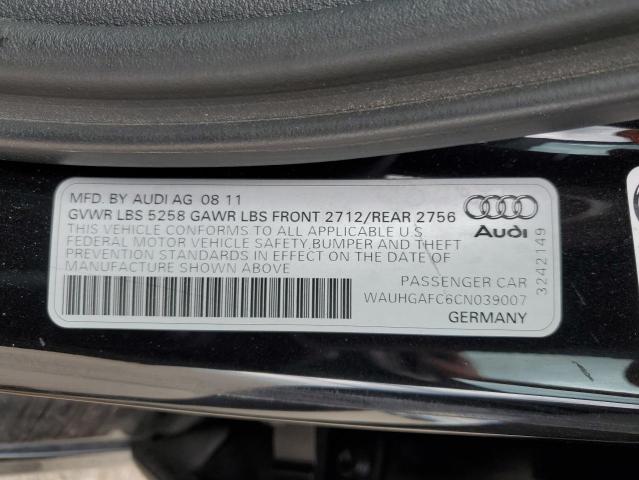 MFD. BY AUDI AG 08 11
GVWR LBS 5258 GAWR LBS FRONT 2712/REAR 2756
THIS VEHICLE CONFORMS TO ALL APPLICABLE U S
FEDERAL MOTOR VEHICLE SAFETY, BUMPER AND THEFT
PREVENTION STANDARDS IN EFFECT ON THE DATE OF
MANUFACTURE SHOWN ABOVE
Audi
PASSENGER CAR
WAUHGAFC6CN039007
GERMANY
3242149